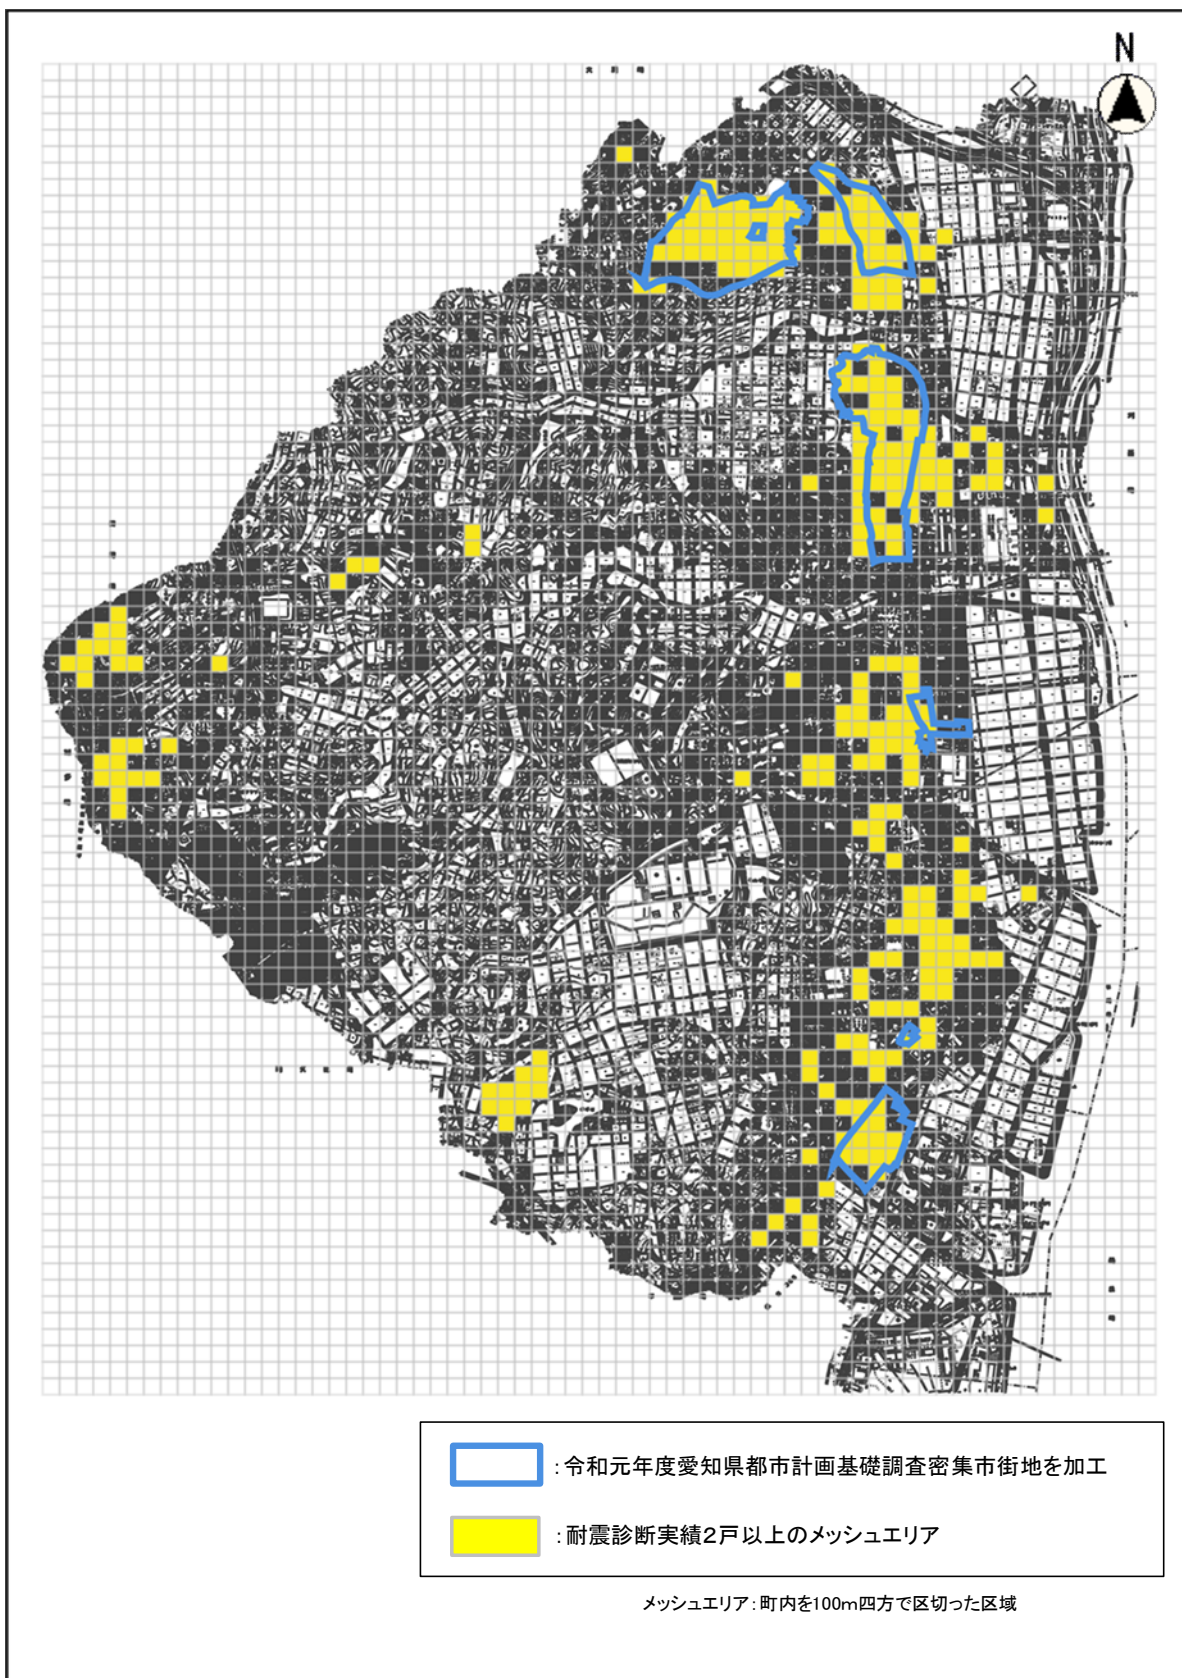 N
：令和元年度愛知県都市計画基礎調査密集市街地を加工
：耐震診断実績２戸以上のメッシュエリア
メッシュエリア：町内を100m四方で区切った区域